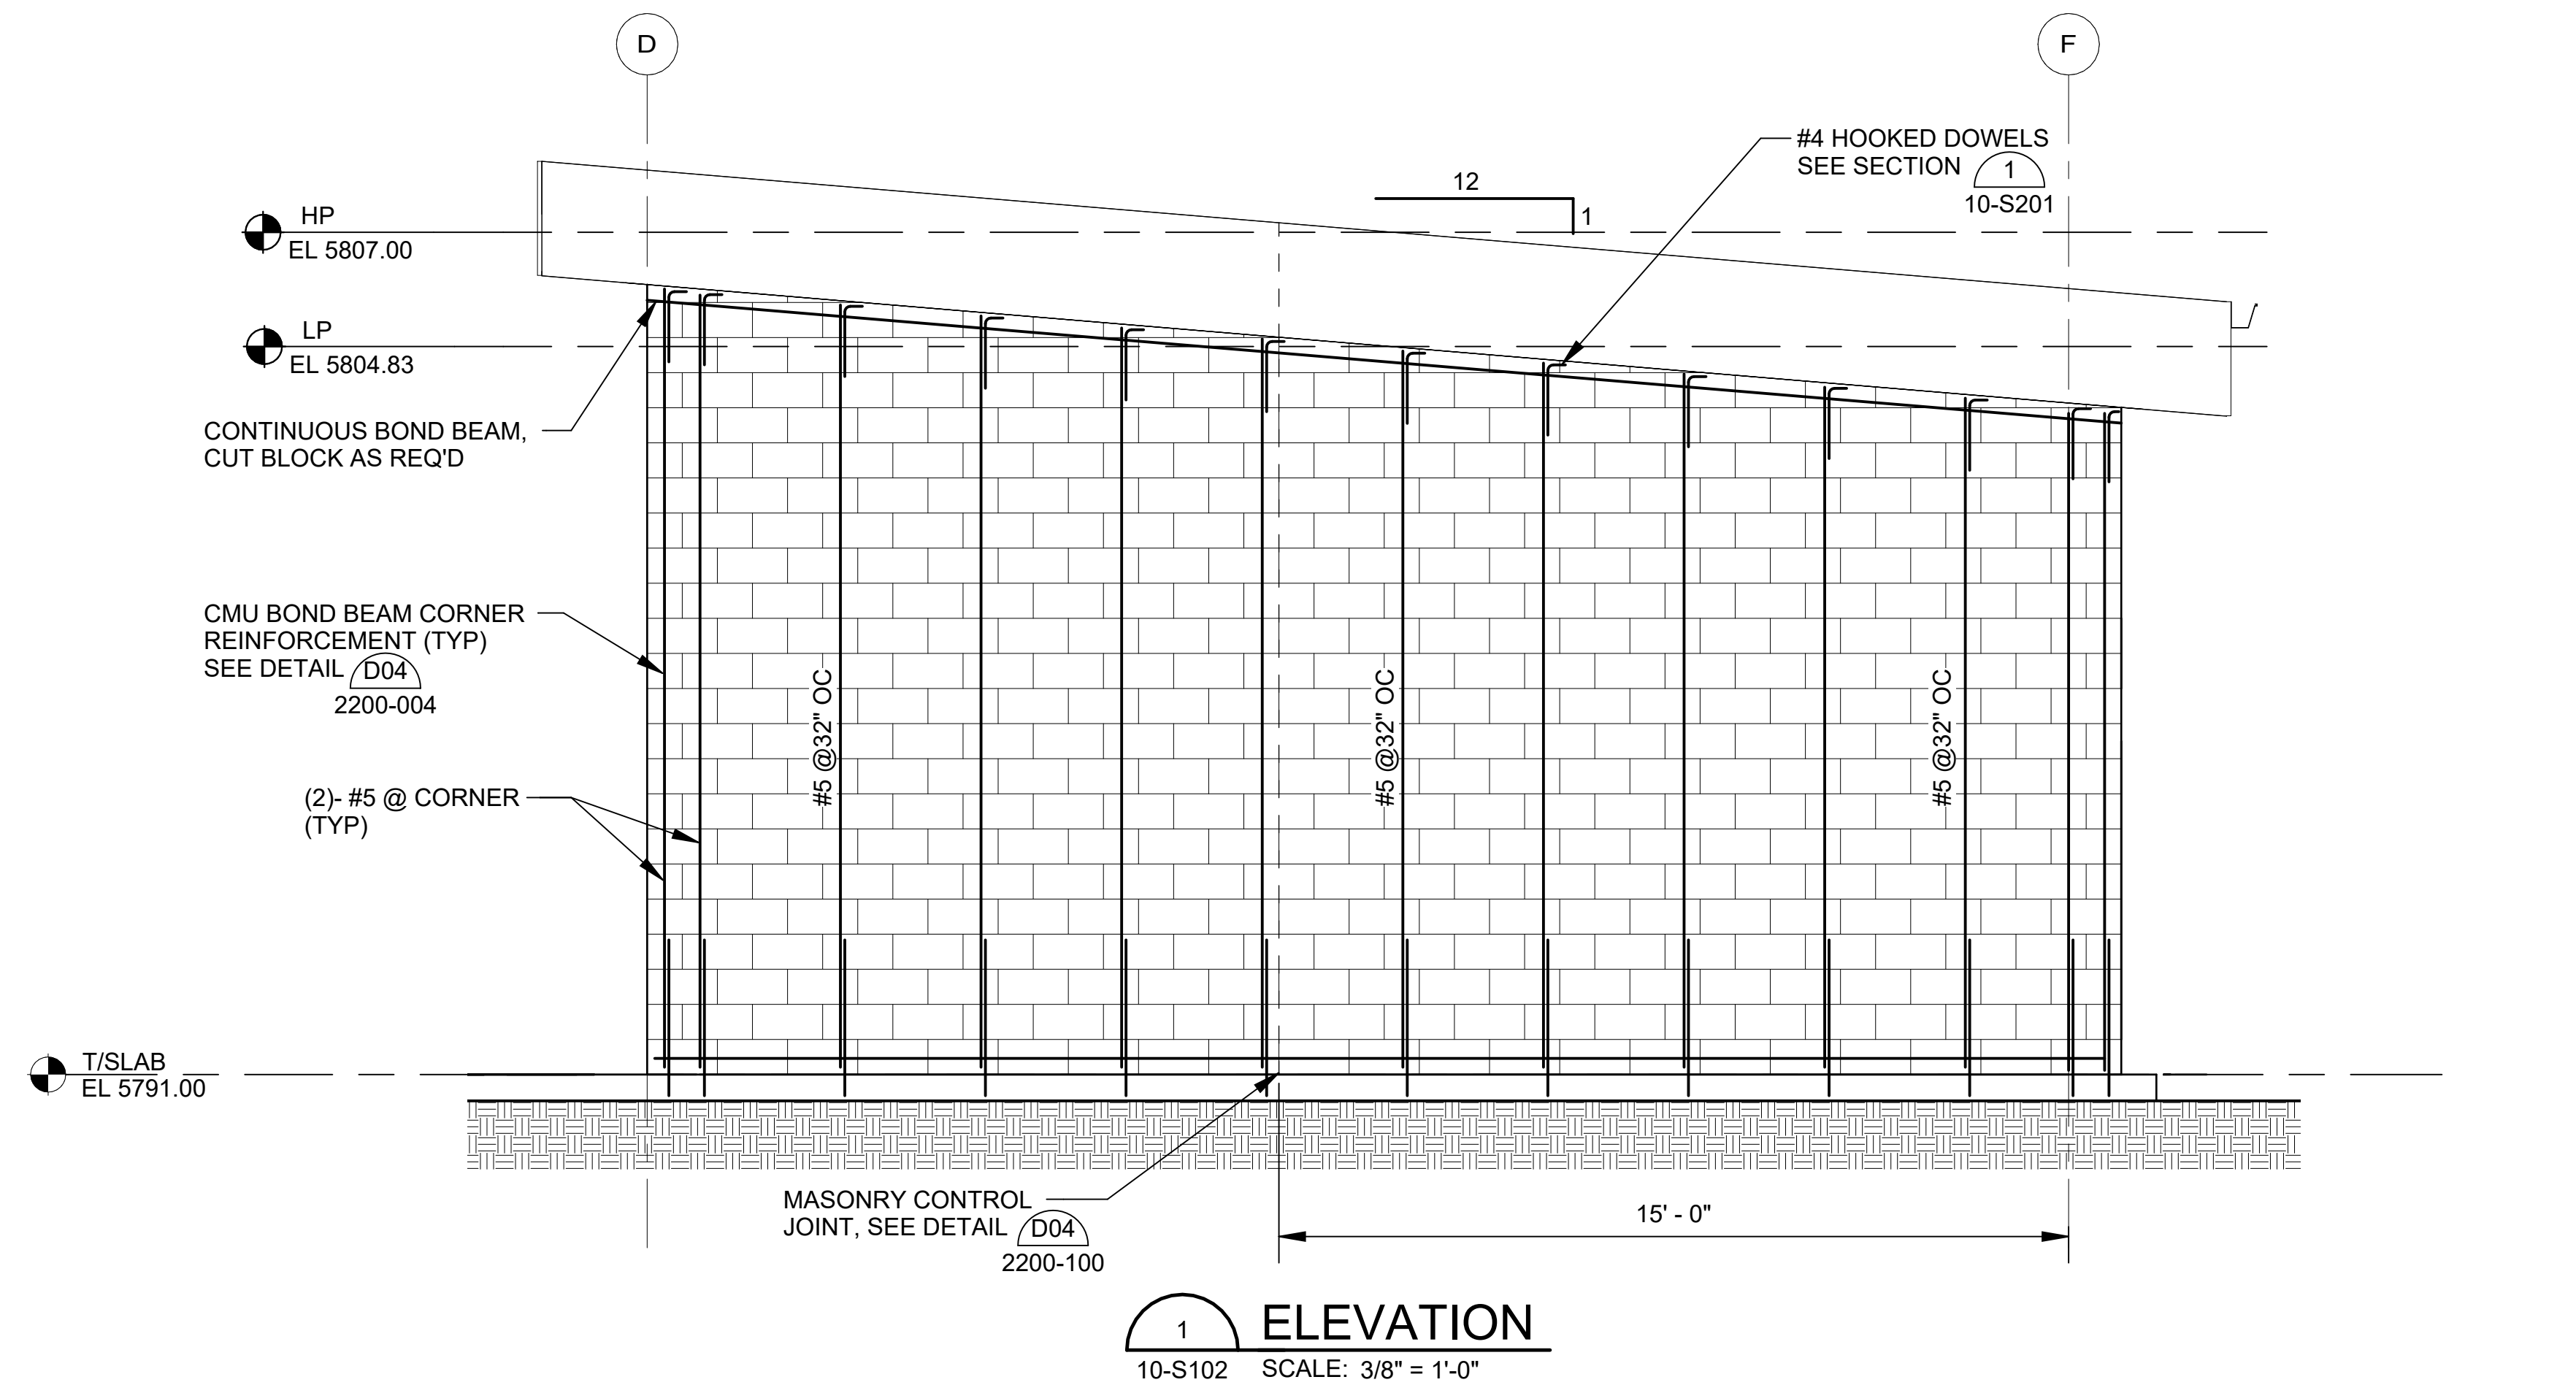 D
F
#4 HOOKED DOWELS
SEE SECTION
1
10-S201
12
1
HP
EL 5807.00
LP
EL 5804.83
CONTINUOUS BOND BEAM,
CUT BLOCK AS REQ'D
CMU BOND BEAM CORNER
REINFORCEMENT (TYP)
SEE DETAIL
D04
2200-004
#5 @32" OC
#5 @32" OC
#5 @32" OC
(2)- #5 @ CORNER
(TYP)
T/SLAB
EL 5791.00
MASONRY CONTROL
JOINT, SEE DETAIL
D04
2200-100
15' - 0"
1
ELEVATION
10-S102
SCALE: 3/8" = 1'-0"